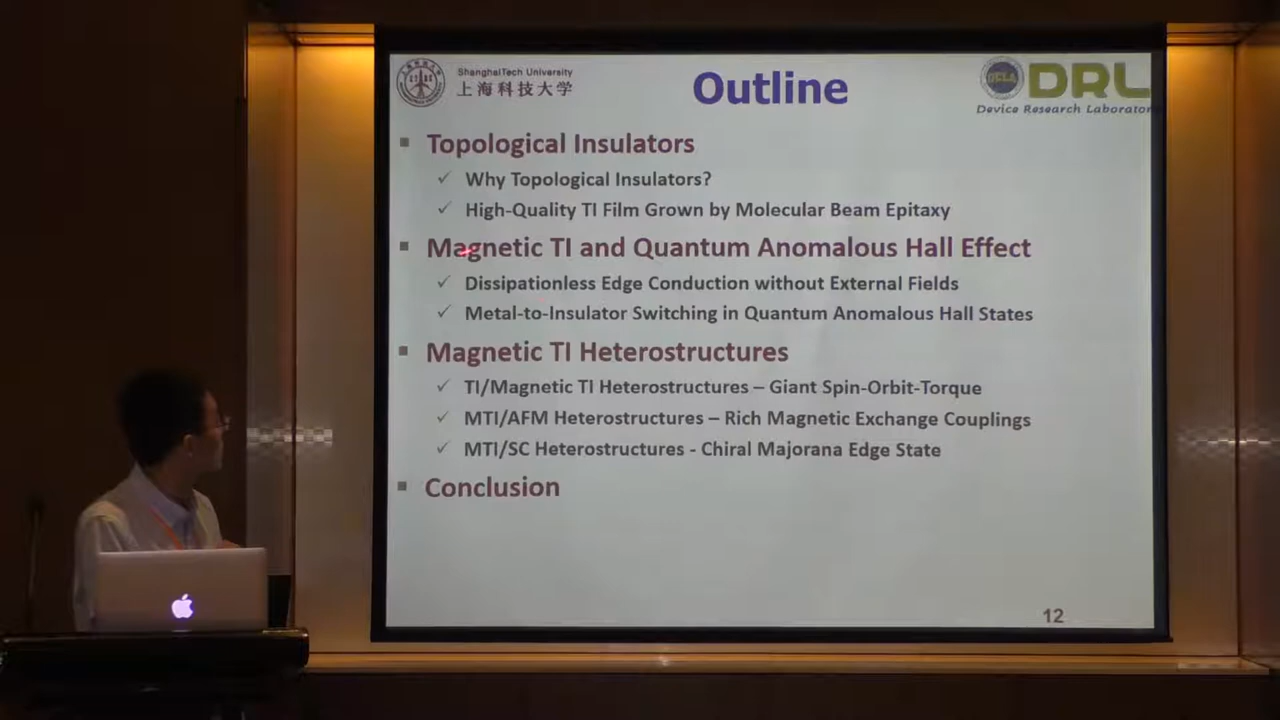 ShanghaiTech University
上海科技大学
Outline
UCLA
DRL
Device Research Laborator
Topological Insulators
Why Topological Insulators?
High-Quality TI Film Grown by Molecular Beam Epitaxy
Magnetic TI and Quantum Anomalous Hall Effect
Dissipationless Edge Conduction without External Fields
Metal-to-Insulator Switching in Quantum Anomalous Hall States
Magnetic TI Heterostructures
TI/Magnetic TI Heterostructures – Giant Spin-Orbit-Torque
MTI/AFM Heterostructures – Rich Magnetic Exchange Couplings
MTI/SC Heterostructures - Chiral Majorana Edge State
Conclusion
12